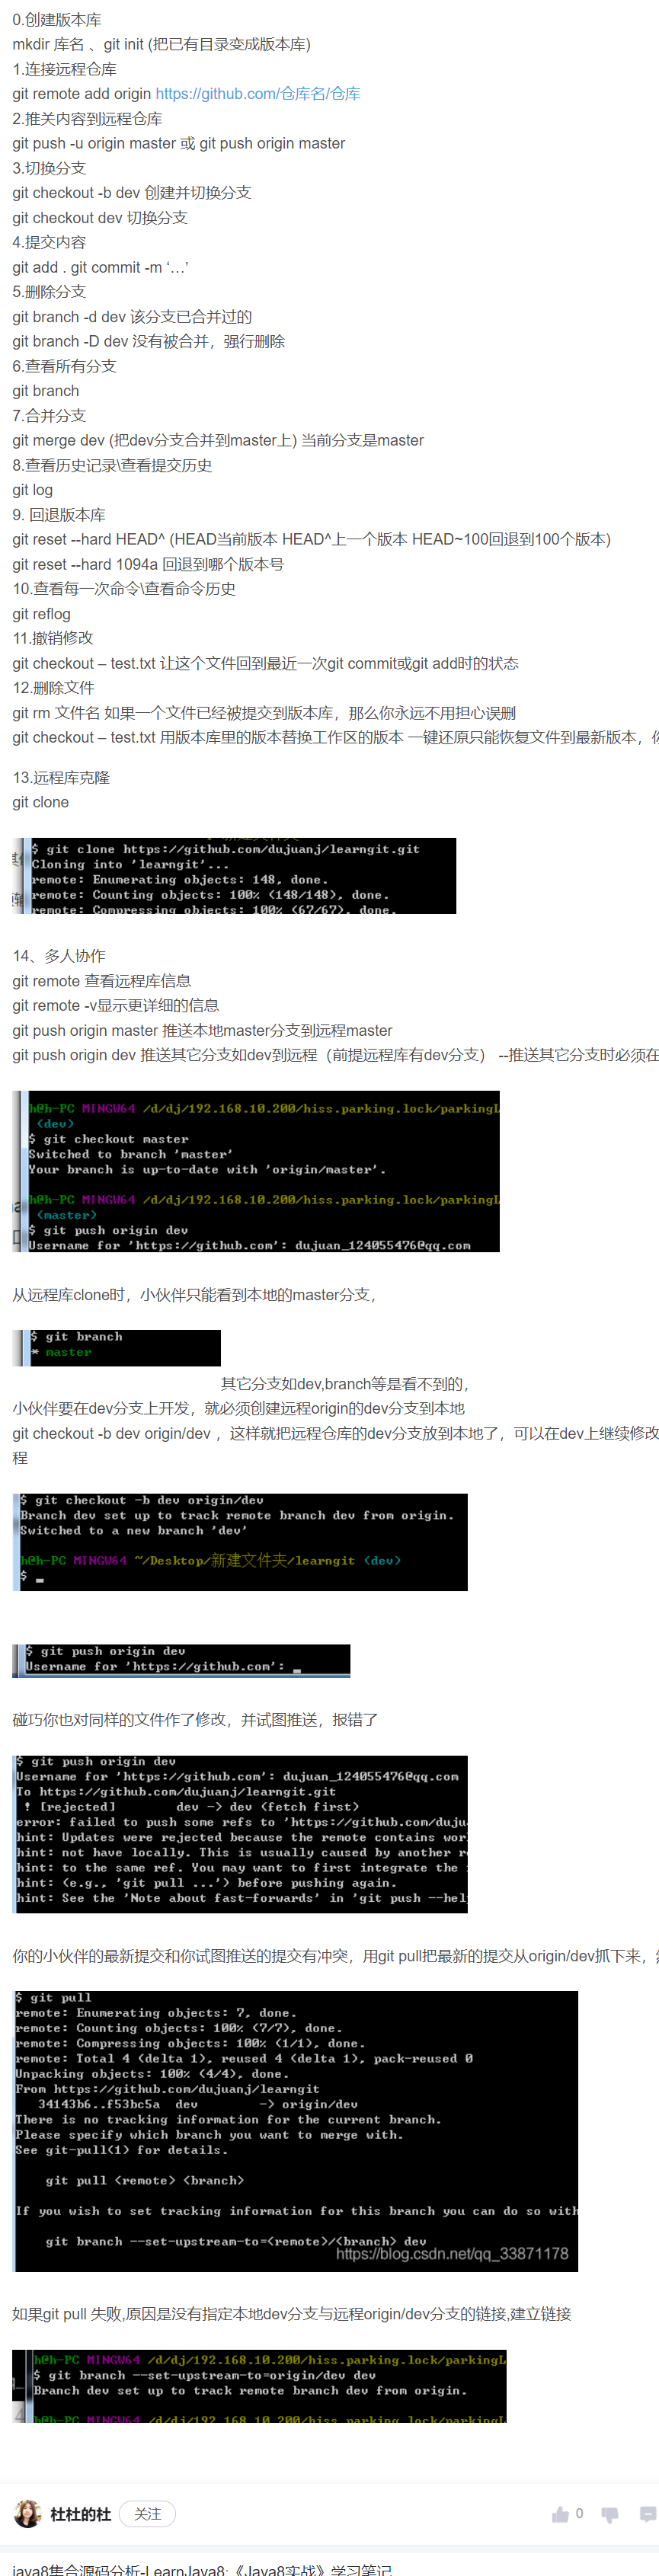 0.创建版本库
mkdir 库名 、git init (把已有目录变成版本库)
1.连接远程仓库
git remote add origin https://github.com/仓库名/仓库
2.推关内容到远程仓库
git push -u origin master 或 git push origin master
3.切换分支
git checkout -b dev 创建并切换分支
git checkout dev 切换分支
4.提交内容
git add . git commit -m ‘…’
5.删除分支
git branch -d dev 该分支已合并过的
git branch -D dev 没有被合并，强行删除
6.查看所有分支
git branch
7.合并分支
git merge dev (把dev分支合并到master上) 当前分支是master
8.查看历史记录\查看提交历史
git log
9. 回退版本库
git reset --hard HEAD^ (HEAD当前版本 HEAD^上一个版本 HEAD~100回退到100个版本)
git reset --hard 1094a 回退到哪个版本号
10.查看每一次命令\查看命令历史
git reflog
11.撤销修改
git checkout – test.txt 让这个文件回到最近一次git commit或git add时的状态
12.删除文件
git rm 文件名 如果一个文件已经被提交到版本库，那么你永远不用担心误删
git checkout – test.txt 用版本库里的版本替换工作区的版本 一键还原只能恢复文件到最新版本，
13.远程库克隆
git clone
$ git clone https://github.com/dujuanj/learngit.git
Cloning into 'learngit'...
remote: Enumerating objects: 148, done.
remote: Counting objects: 100% (148/148), done.
remote: Compressing objects: 100% (67/67), done.
14、多人协作
git remote 查看远程库信息
git remote -v显示更详细的信息
git push origin master 推送本地master分支到远程master
git push origin dev 推送其它分支如dev到远程（前提远程库有dev分支） --推送其它分支时必须在
h@h-PC MINGW64 /d/dj/192.168.10.200/hiss.parking.lock/parkingL
(dev)
$ git checkout master
Switched to branch 'master'
Your branch is up-to-date with 'origin/master'.
h@h-PC MINGW64 /d/dj/192.168.10.200/hiss.parking.lock/parkingL
(master)
$ git push origin dev
Username for 'https://github.com': dujuan_124055476@qq.com
从远程库clone时，小伙伴只能看到本地的master分支，
$ git branch
* master
其它分支如dev,branch等是看不到的，
小伙伴要在dev分支上开发，就必须创建远程origin的dev分支到本地
git checkout -b dev origin/dev ，这样就把远程仓库的dev分支放到本地了，可以在dev上继续修改
程
$ git checkout -b dev origin/dev
Branch dev set up to track remote branch dev from origin.
Switched to a new branch 'dev'
h@h-PC MINGW64 ~/Desktop/新建文件夹/learngit (dev)
$
$ git push origin dev
Username for 'https://github.com':
碰巧你也对同样的文件作了修改，并试图推送，报错了
$ git push origin dev
Username for 'https://github.com': dujuan_124055476@qq.com
To https://github.com/dujuanj/learngit.git
! [rejected] dev -> dev (fetch first)
error: failed to push some refs to 'https://github.com/duju
hint: Updates were rejected because the remote contains wor
hint: not have locally. This is usually caused by another r
hint: to the same ref. You may want to first integrate the
hint: (e.g., 'git pull ...') before pushing again.
hint: See the 'Note about fast-forwards' in 'git push --hel
你的小伙伴的最新提交和你试图推送的提交有冲突，用git pull把最新的提交从origin/dev抓下来，
$ git pull
remote: Enumerating objects: 7, done.
remote: Counting objects: 100% (7/7), done.
remote: Compressing objects: 100% (1/1), done.
remote: Total 4 (delta 1), reused 4 (delta 1), pack-reused 0
Unpacking objects: 100% (4/4), done.
From https://github.com/dujuanj/learngit
34143b6..f53bc5a dev -> origin/dev
There is no tracking information for the current branch.
Please specify which branch you want to merge with.
See git-pull(1) for details.
git pull <remote> <branch>
If you wish to set tracking information for this branch you can do so with
git branch --set-upstream-to=<remote>/<branch> dev
https://blog.csdn.net/qq_33871178
如果git pull 失败,原因是没有指定本地dev分支与远程origin/dev分支的链接,建立链接
h@h-PC MINGW64 /d/dj/192.168.10.200/hiss.parking.lock/parkingL
$ git branch --set-upstream-to=origin/dev dev
Branch dev set up to track remote branch dev from origin.
h@h-PC MINGW64 /d/dj/192.168.10.200/hiss.parking.lock/parkingL
杜杜的杜 关注 0
java8集合源码分析-LearnJava8:《Java8实战》学习笔记